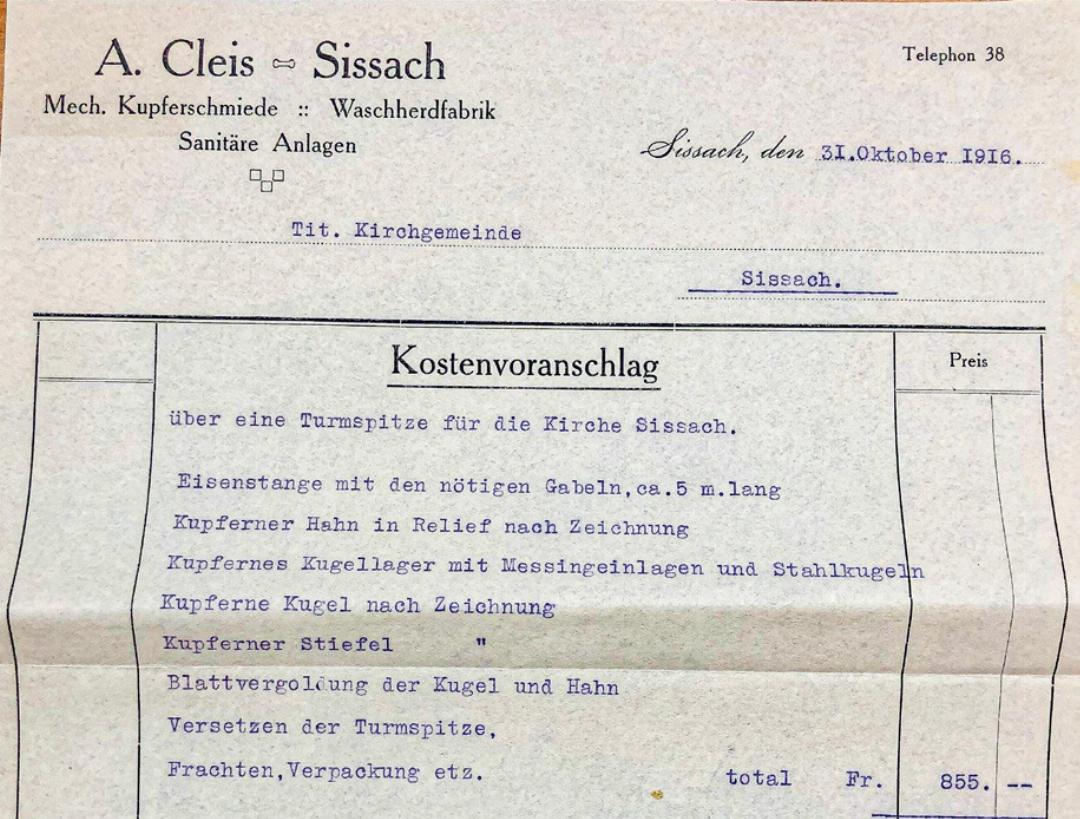 A. Cleis Sissach
Telephon 38
Mech. Kupferschmiede :: Waschherdfabrik
Sanitäre Anlagen
Sissach, den 31.Oktober 1916.
Tit. Kirchgemeinde
Sissach.
Kostenvoranschlag
Preis
über eine Turmspitze für die Kirche Sissach.
Eisenstange mit den nötigen Gabeln,ca.5 m.lang
Kupferner Hahn in Relief nach Zeichnung
Kupfernes Kugellager mit Messingeinlagen und Stahlkugeln
Kupferne Kugel nach Zeichnung
Kupferner Stiefel "
Blattvergoldung der Kugel und Hahn
Versetzen der Turmspitze,
Frachten,Verpackung etz. total Fr. 855. --